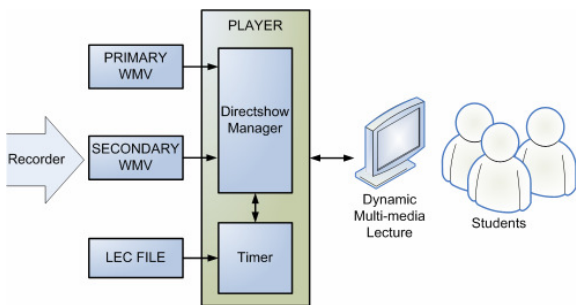 PLAYER
PRIMARY
WMV
Directshow
Manager
Recorder
SECONDARY
WMV
Dynamic
Multi-media
Lecture
Students
LEC FILE
Timer